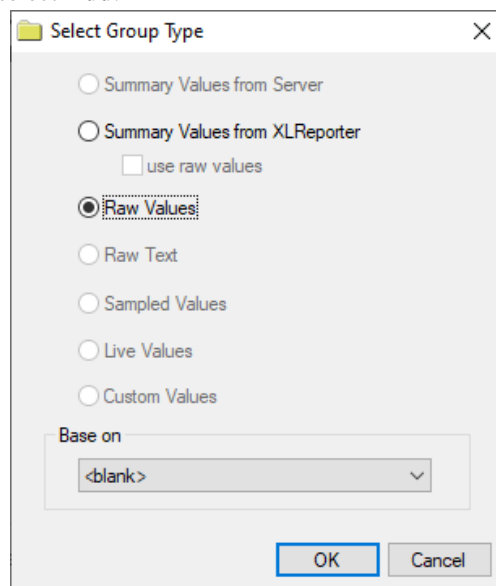 Select Group Type
Summary Values from Server
Summary Values from XLReporter
use raw values
Raw Values
Raw Text
Sampled Values
Live Values
Custom Values
Base on
<blank>
OK Cancel